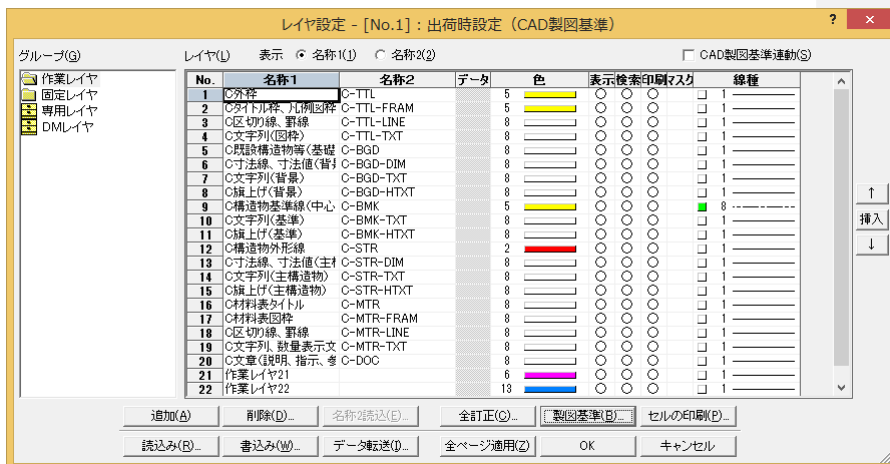 レイヤ設定 - [No.1] : 出荷時設定（CAD製図基準） ? ×
グループ(G) レイヤ(L) 表示 名称1(1) 名称2(2) CAD製図基準連動(S)
作業レイヤ
固定レイヤ
専用レイヤ
DMレイヤ
No. 名称1 名称2 データ 色 表示 検索 印刷 マスク 線種
1 C外枠 C-TTL 5 1
2 Cタイトル枠、凡例図枠 C-TTL-FRAM 5 1
3 C区切り線、罫線 C-TTL-LINE 8 1
4 C文字列(図枠) C-TTL-TXT 8 1
5 C既設構造物等(基礎 C-BGD 8 1
6 C寸法線、寸法値(背景 C-BGD-DIM 8 1
7 C文字列(背景) C-BGD-TXT 8 1
8 C旗上げ(背景) C-BGD-HTXT 8 1
9 C構造物基準線(中心 C-BMK 5 8
10 C文字列(基準) C-BMK-TXT 8 1
11 C旗上げ(基準) C-BMK-HTXT 8 1
12 C構造物外形線 C-STR 2 1
13 C寸法線、寸法値(主構 C-STR-DIM 8 1
14 C文字列(主構造物) C-STR-TXT 8 1
15 C旗上げ(主構造物) C-STR-HTXT 8 1
16 C材料表タイトル C-MTR 8 1
17 C材料表図枠 C-MTR-FRAM 8 1
18 C区切り線、罫線 C-MTR-LINE 8 1
19 C文字列、数量表示文 C-MTR-TXT 8 1
20 C文章(説明、指示、参 C-DOC 8 1
21 作業レイヤ21 6 1
22 作業レイヤ22 13 1
↑
挿入
↓
追加(A) 削除(D)... 名称2読込(E)... 全訂正(C)... 製図基準(B)... セルの印刷(P)...
読込み(R)... 書込み(W)... データ転送(I)... 全ページ適用(Z) OK キャンセル